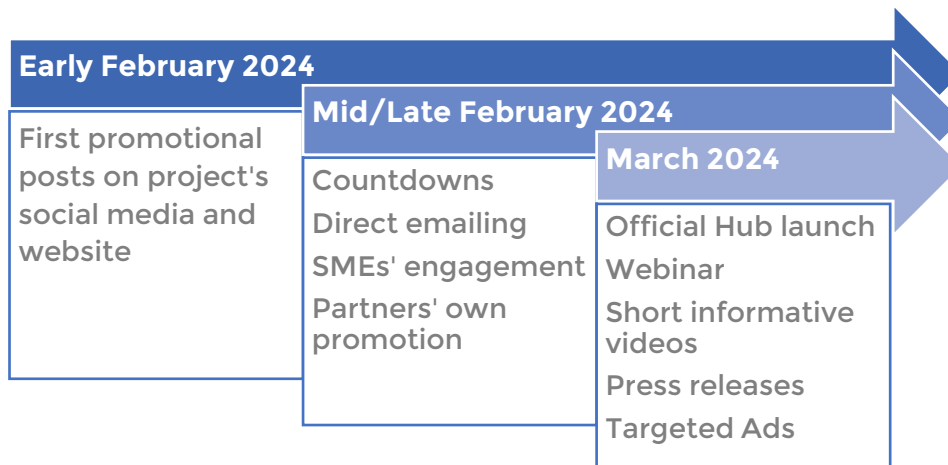 Early February 2024
First promotional
posts on project's
social media and
website
Mid/Late February 2024
Countdowns
Direct emailing
SMEs' engagement
Partners' own
promotion
March 2024
Official Hub launch
Webinar
Short informative
videos
Press releases
Targeted Ads